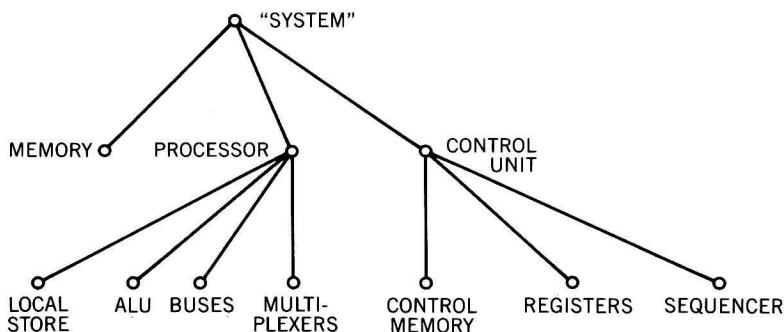 “SYSTEM”
MEMORY
PROCESSOR
CONTROL
UNIT
LOCAL
STORE
ALU
BUSES
MULTI-
PLEXERS
CONTROL
MEMORY
REGISTERS
SEQUENCER